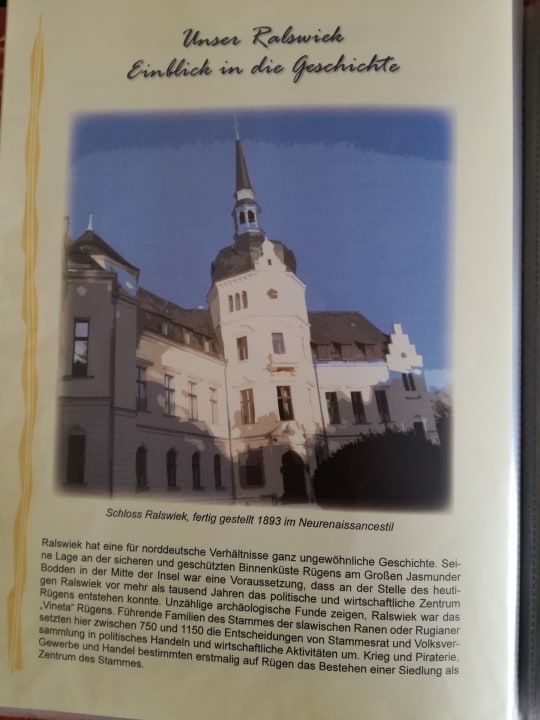 Unser Ralswiek
Einblick in die Geschichte
Schloss Ralswiek, fertig gestellt 1893 im Neurenaissancestil
Ralswiek hat eine für norddeutsche Verhältnisse ganz ungewöhnliche Geschichte. Sei-
ne Lage an der sicheren und geschützten Binnenküste Rügens am Großen Jasmunder
Bodden in der Mitte der Insel war eine Voraussetzung, dass an der Stelle des heuti-
gen Ralswiek vor mehr als tausend Jahren das politische und wirtschaftliche Zentrum
Rügens entstehen konnte. Unzählige archäologische Funde zeigen, Ralswiek war das
„Vineta" Rügens. Führende Familien des Stammes der slawischen Ranen oder Rugianer
setzten hier zwischen 750 und 1150 die Entscheidungen von Stammesrat und Volksver-
sammlung in politisches Handeln und wirtschaftliche Aktivitäten um. Krieg und Piraterie,
Gewerbe und Handel bestimmten erstmalig auf Rügen das Bestehen einer Siedlung als
Zentrum des Stammes.